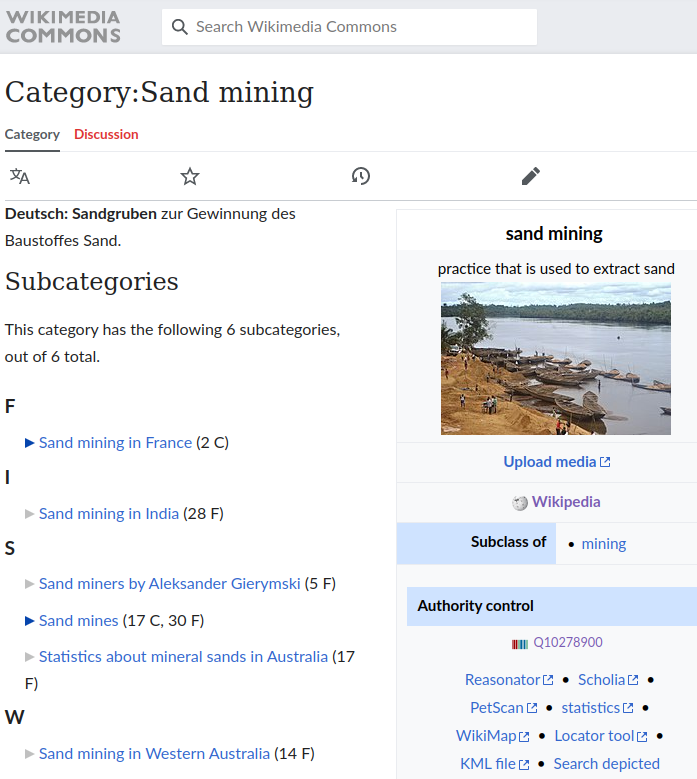 WIKIMEDIA
COMMONS
Search Wikimedia Commons
Category:Sand mining
Category Discussion
Deutsch: Sandgruben zur Gewinnung des
Baustoffes Sand.
Subcategories
This category has the following 6 subcategories,
out of 6 total.
F
► Sand mining in France (2 C)
I
► Sand mining in India (28 F)
S
► Sand miners by Aleksander Gierymski (5 F)
► Sand mines (17 C, 30 F)
► Statistics about mineral sands in Australia (17
F)
W
► Sand mining in Western Australia (14 F)
sand mining
practice that is used to extract sand
Upload media
Wikipedia
Subclass of • mining
Authority control
Q10278900
Reasonator • Scholia •
PetScan • statistics •
WikiMap • Locator tool •
KML file • Search depicted